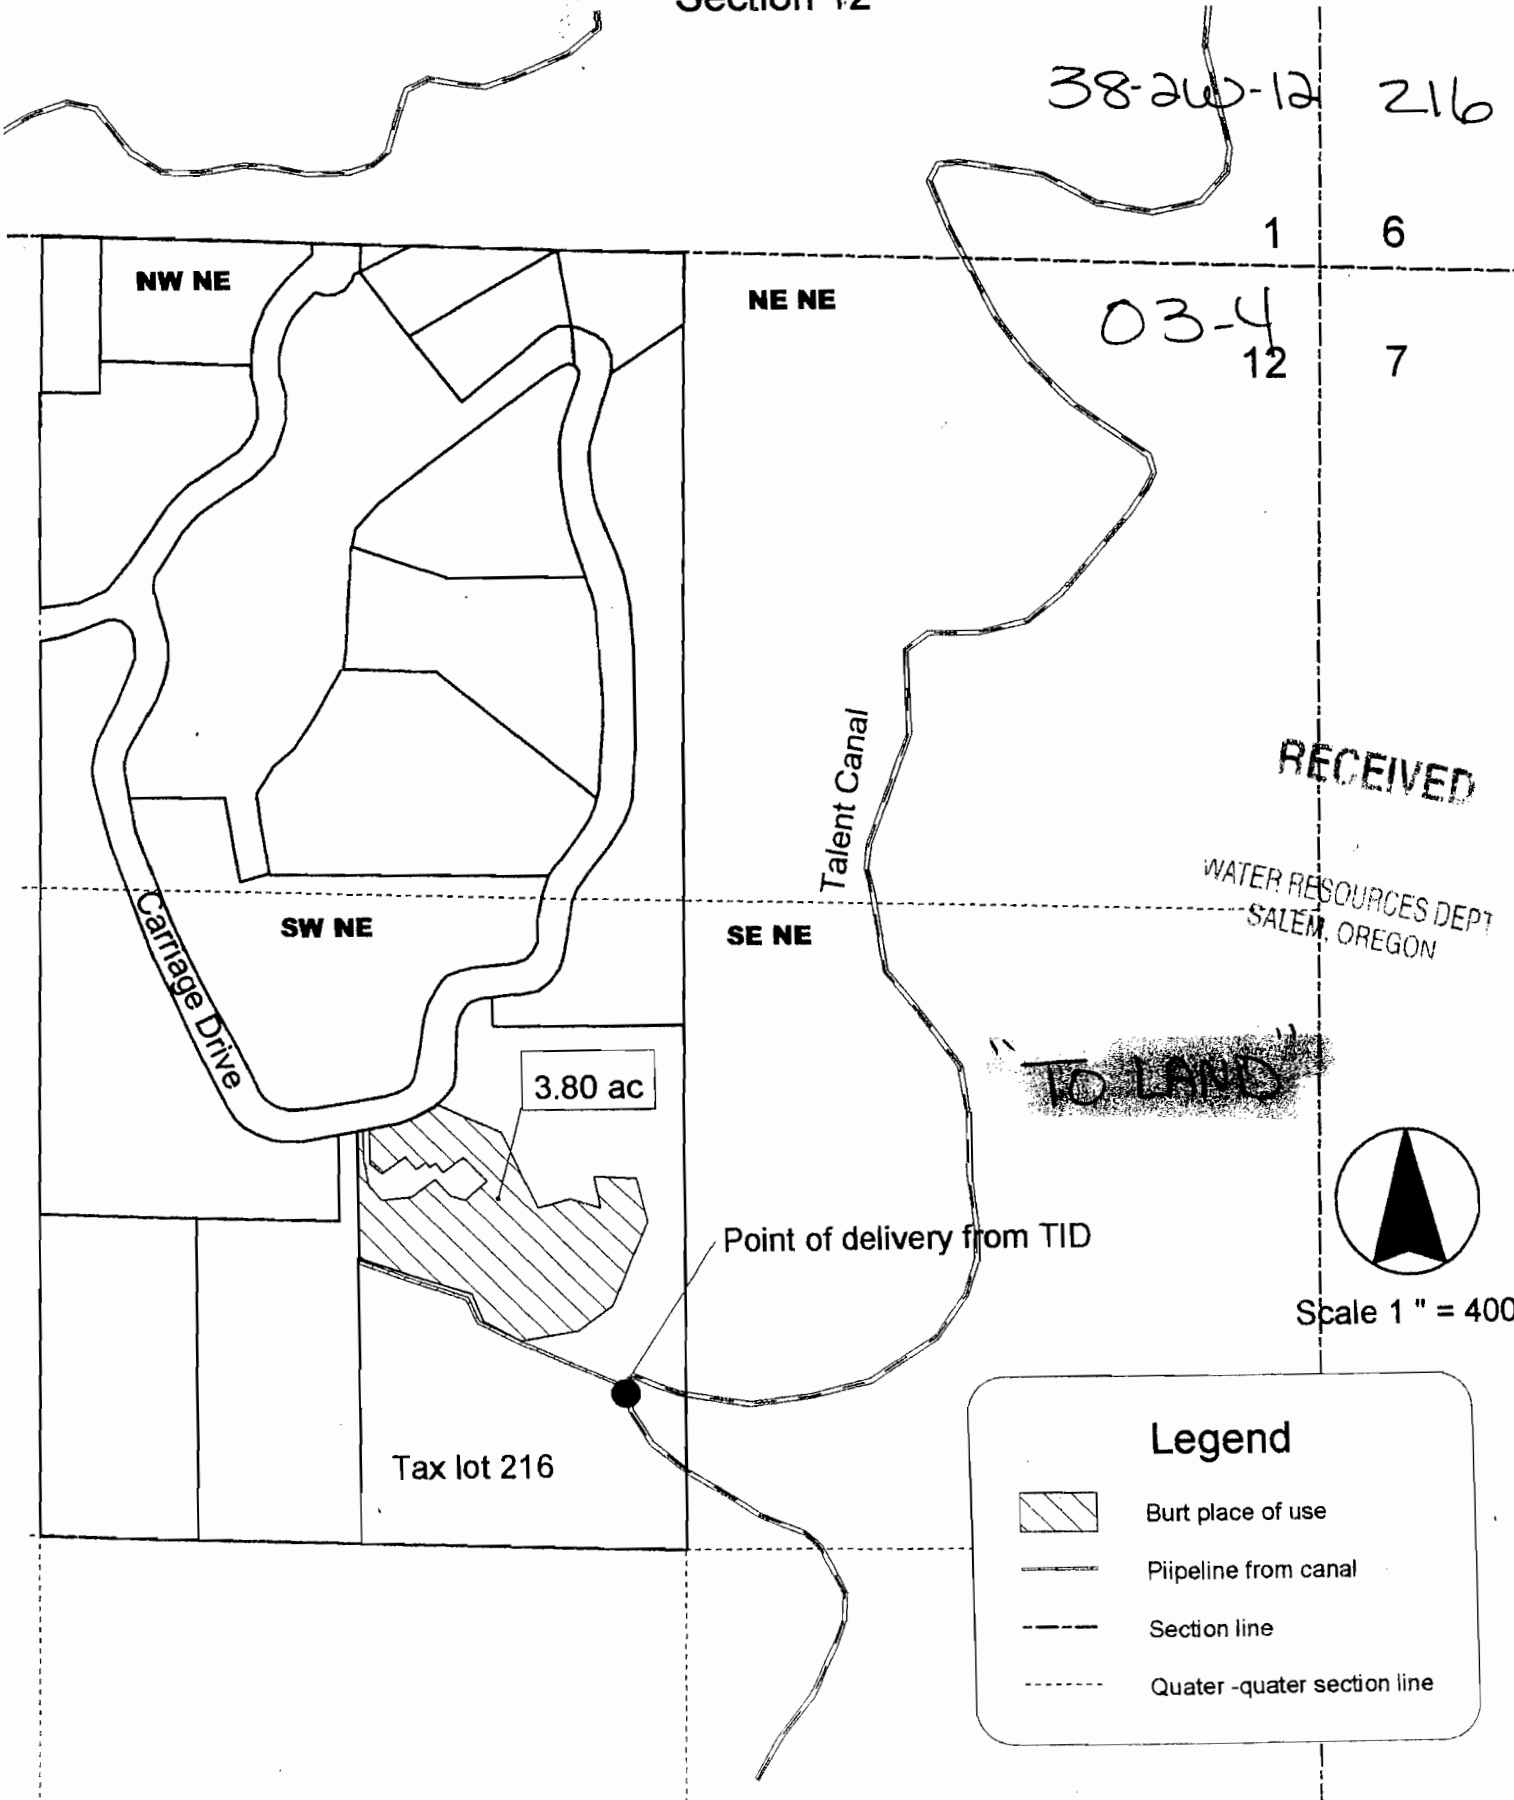 Section 12
38-2W-12 216
1 6
NW NE
NE NE
03-4
12 7
Talent Canal
RECEIVED
WATER RESOURCES DEPT
SALEM, OREGON
Carriage Drive
SW NE
SE NE
"TO LAND"
3.80 ac
Point of delivery from TID
Scale 1 " = 400
Tax lot 216
Legend
Burt place of use
Piipeline from canal
Section line
Quater -quater section line